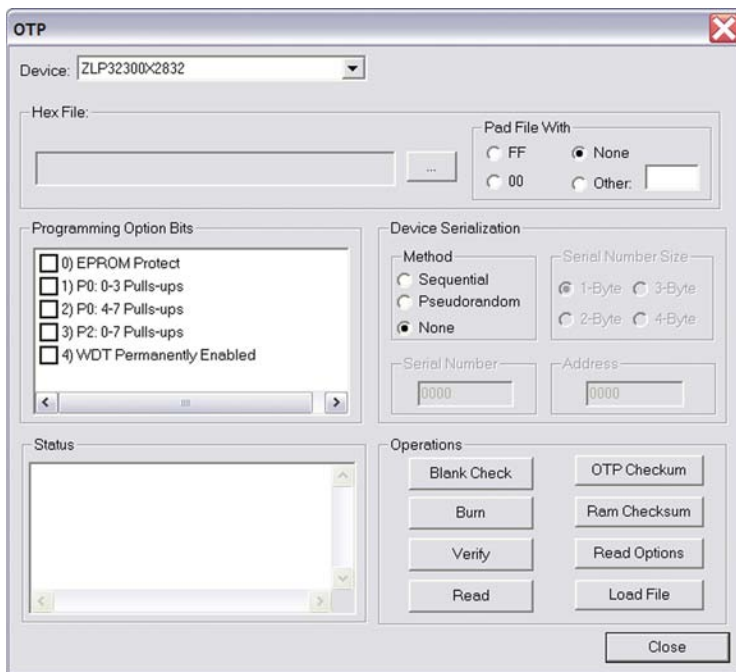 OTP
Device: ZLP32300X2832
Hex File:
...
Pad File With
FF
None
00
Other:
Programming Option Bits
0) EPROM Protect
1) P0: 0-3 Pulls-ups
2) P0: 4-7 Pulls-ups
3) P2: 0-7 Pulls-ups
4) WDT Permanently Enabled
Device Serialization
Method
Sequential
Pseudorandom
None
Serial Number Size
1-Byte
3-Byte
2-Byte
4-Byte
Serial Number
0000
Address
0000
Status
Operations
Blank Check
OTP Checkum
Burn
Ram Checksum
Verify
Read Options
Read
Load File
Close